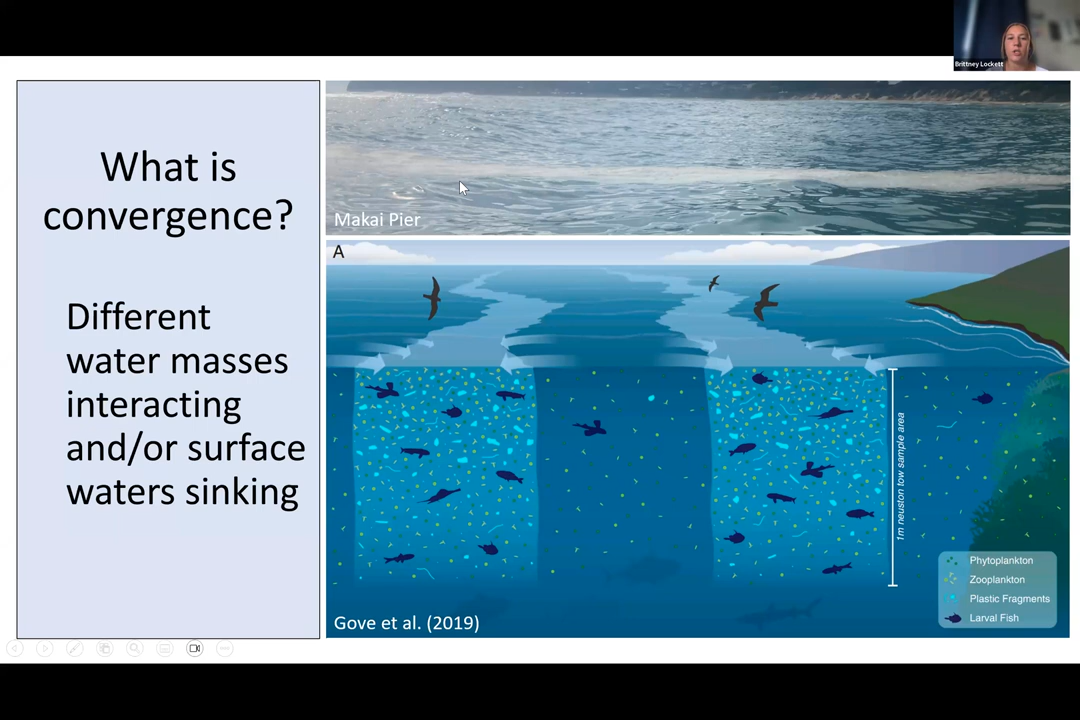 Brittney Lockett
What is
convergence?
Different
water masses
interacting
and/or surface
waters sinking
Makai Pier
A
1m neuston tow sample area
Phytoplankton
Zooplankton
Plastic Fragments
Larval Fish
Gove et al. (2019)